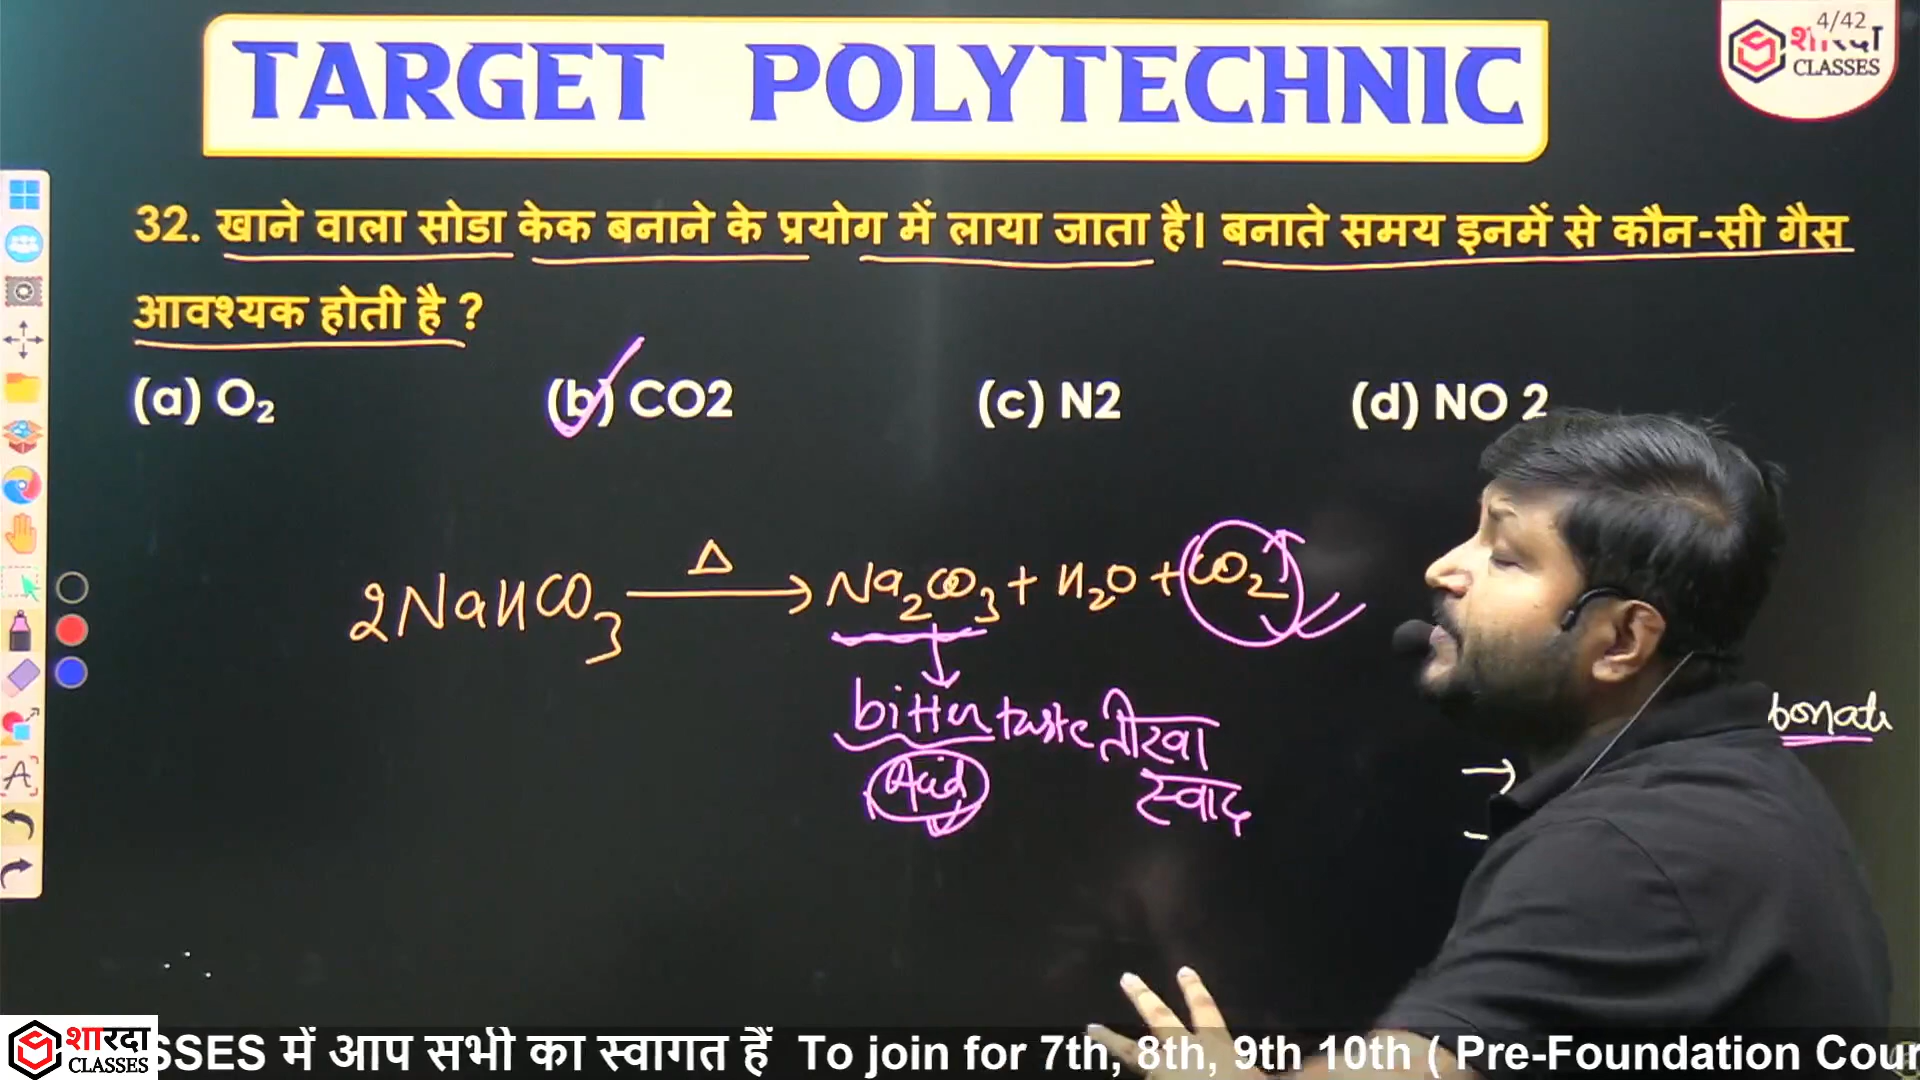 TARGET POLYTECHNIC
4/42
शारदा
CLASSES
32. खाने वाला सोडा केक बनाने के प्रयोग में लाया जाता है। बनाते समय इनमें से कौन-सी गैस
आवश्यक होती है ?
(a) O₂ (b) CO2 (c) N2 (d) NO 2
2NaHCO₃ —Δ→ Na₂CO₃ + H₂O + CO₂↑
bitter taste तीखा
स्वाद
Acid
bonate
शारदा
CLASSES
SSES में आप सभी का स्वागत हैं To join for 7th, 8th, 9th 10th ( Pre-Foundation Cour